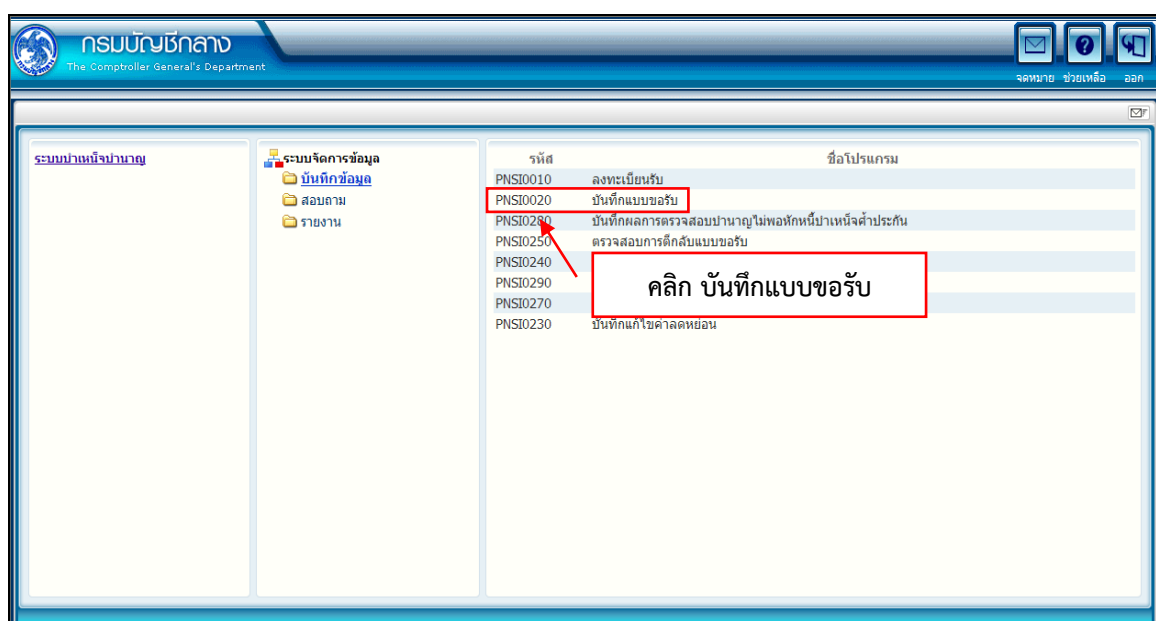 กรมบัญชีกลาง
The Comptroller General's Department
จดหมาย ช่วยเหลือ ออก
ระบบบำเหน็จบำนาญ
ระบบจัดการข้อมูล
บันทึกข้อมูล
สอบถาม
รายงาน
รหัส ชื่อโปรแกรม
PNSI0010 ลงทะเบียนรับ
PNSI0020 บันทึกแบบขอรับ
PNSI0280 บันทึกผลการตรวจสอบบำนาญไม่พอหักหนี้บำเหน็จค้ำประกัน
PNSI0250 ตรวจสอบการตีกลับแบบขอรับ
PNSI0240
PNSI0290
PNSI0270
PNSI0230 บันทึกแก้ไขค่าลดหย่อน
คลิก บันทึกแบบขอรับ